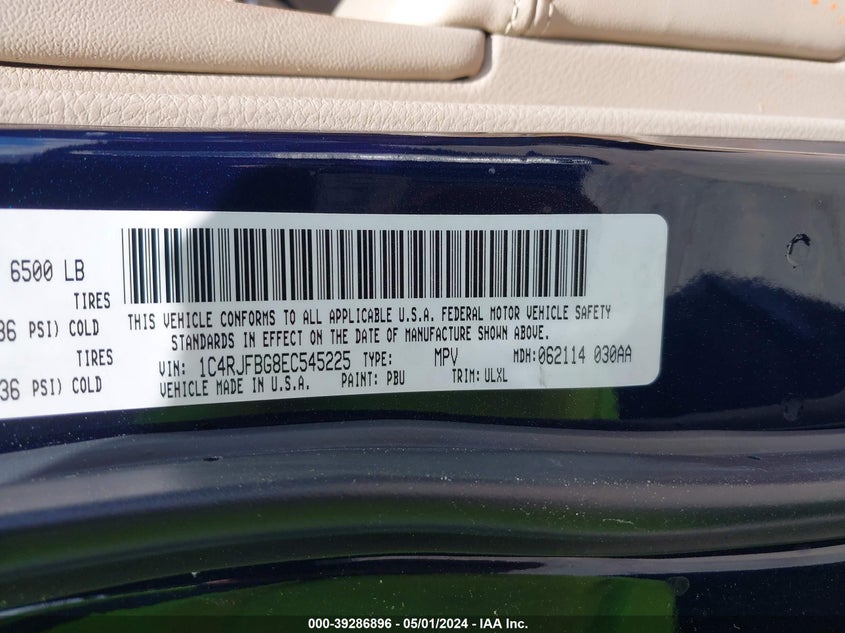 6500 LB
TIRES
36 PSI) COLD
TIRES
36 PSI) COLD
THIS VEHICLE CONFORMS TO ALL APPLICABLE U.S.A. FEDERAL MOTOR VEHICLE SAFETY
STANDARDS IN EFFECT ON THE DATE OF MANUFACTURE SHOWN ABOVE.
VIN: 1C4RJFBG8EC545225 TYPE: MPV MDH:062114 030AA
VEHICLE MADE IN U.S.A. PAINT: PBU TRIM:ULXL
000-39286896 - 05/01/2024 - IAA Inc.